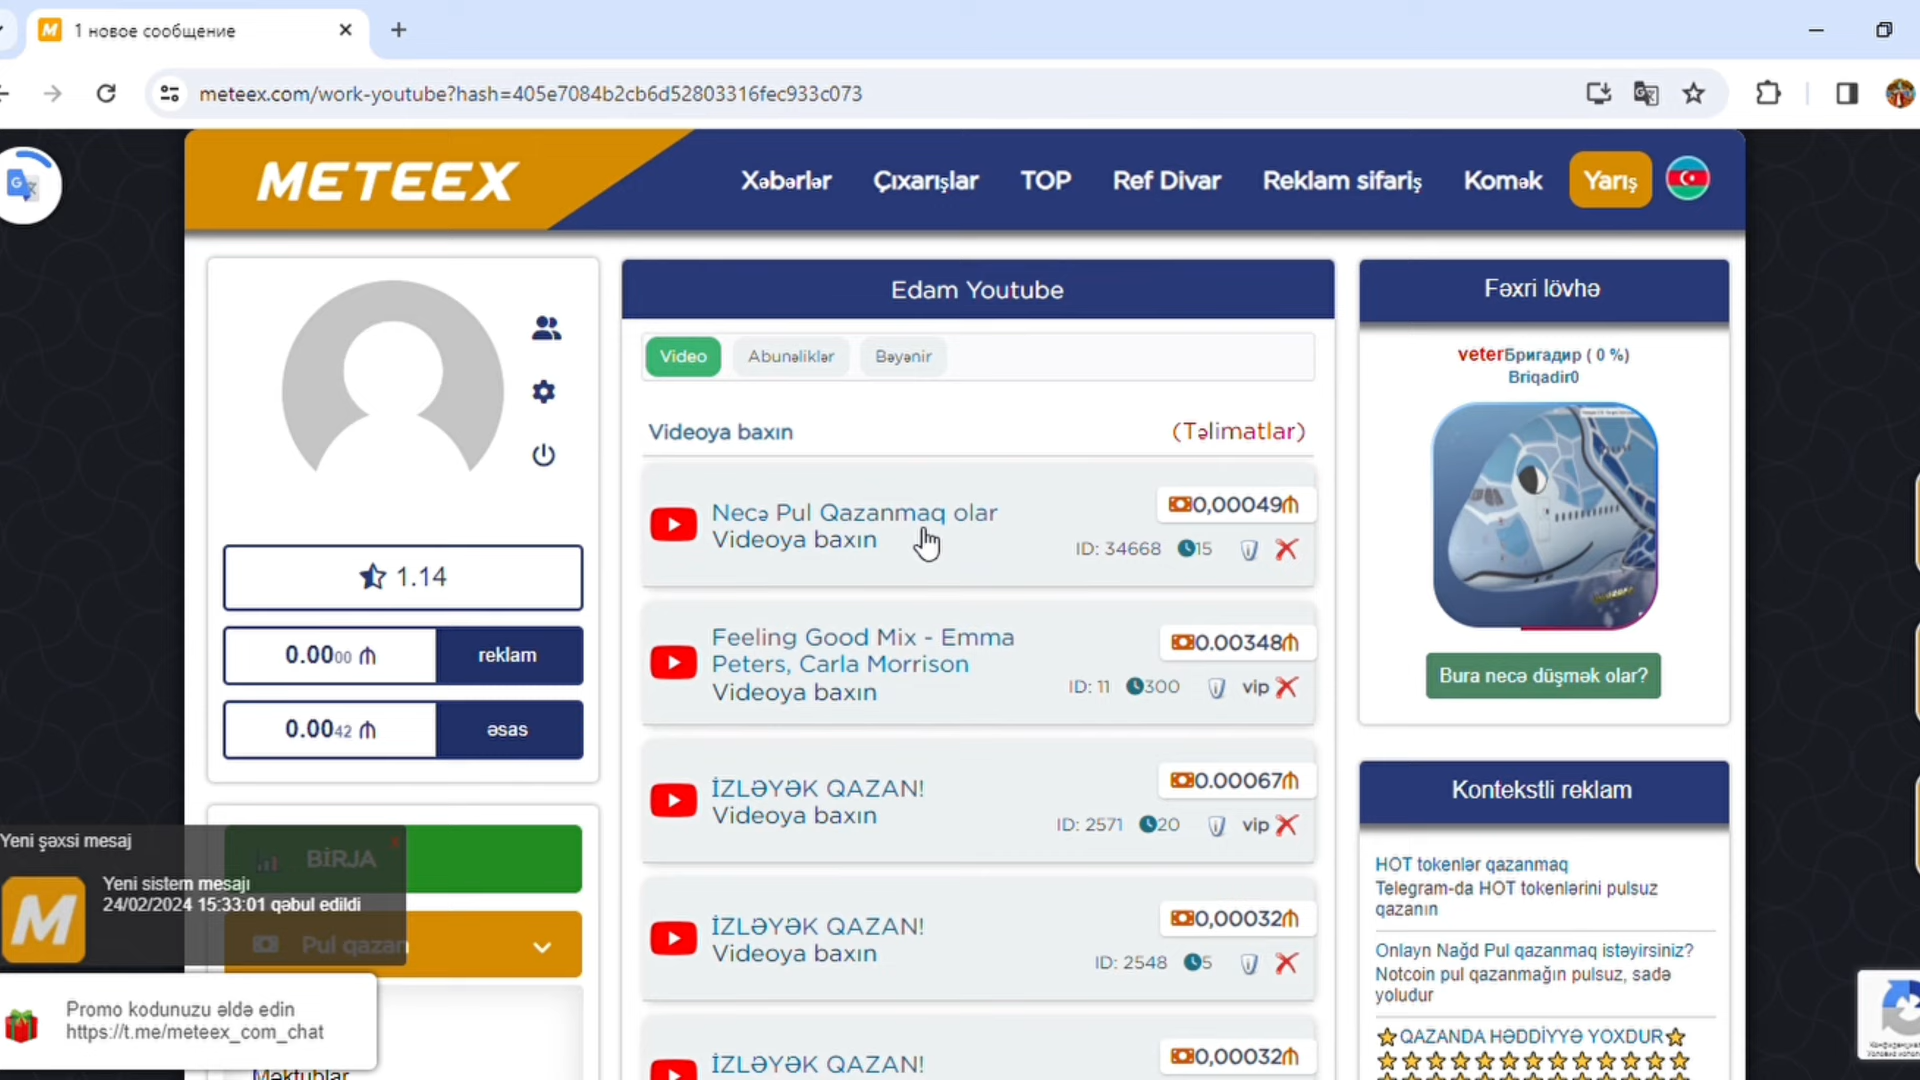 1 новое сообщение
meteex.com/work-youtube?hash=405e7084b2cb6d52803316fec933c073
METEEX
Xəbərlər
Çıxarışlar
TOP
Ref Divar
Reklam sifariş
Komək
Yarış
1.14
0.0000 ₼
reklam
0.0042 ₼
əsas
BİRJA
Pul qazan
Yeni şəxsi mesaj
Yeni sistem mesajı
24/02/2024 15:33:01 qəbul edildi
Promo kodunuzu əldə edin
https://t.me/meteex_com_chat
Məktublar
Edam Youtube
Video
Abunəliklər
Bəyənir
Videoya baxın
(Təlimatlar)
Necə Pul Qazanmaq olar
Videoya baxın
0,00049₼
ID: 34668 15
Feeling Good Mix - Emma
Peters, Carla Morrison
Videoya baxın
0.00348₼
ID: 11 300 vip
İZLƏYƏK QAZAN!
Videoya baxın
0.00067₼
ID: 2571 20 vip
İZLƏYƏK QAZAN!
Videoya baxın
0,00032₼
ID: 2548 5
İZLƏYƏK QAZAN!
0,00032₼
Fəxri lövhə
veterБригадир ( 0 %)
Briqadir0
Bura necə düşmək olar?
Kontekstli reklam
HOT tokenlər qazanmaq
Telegram-da HOT tokenlərini pulsuz
qazanın
Onlayn Nağd Pul qazanmaq istəyirsiniz?
Notcoin pul qazanmağın pulsuz, sadə
yoludur
QAZANDA HƏDDİYYƏ YOXDUR